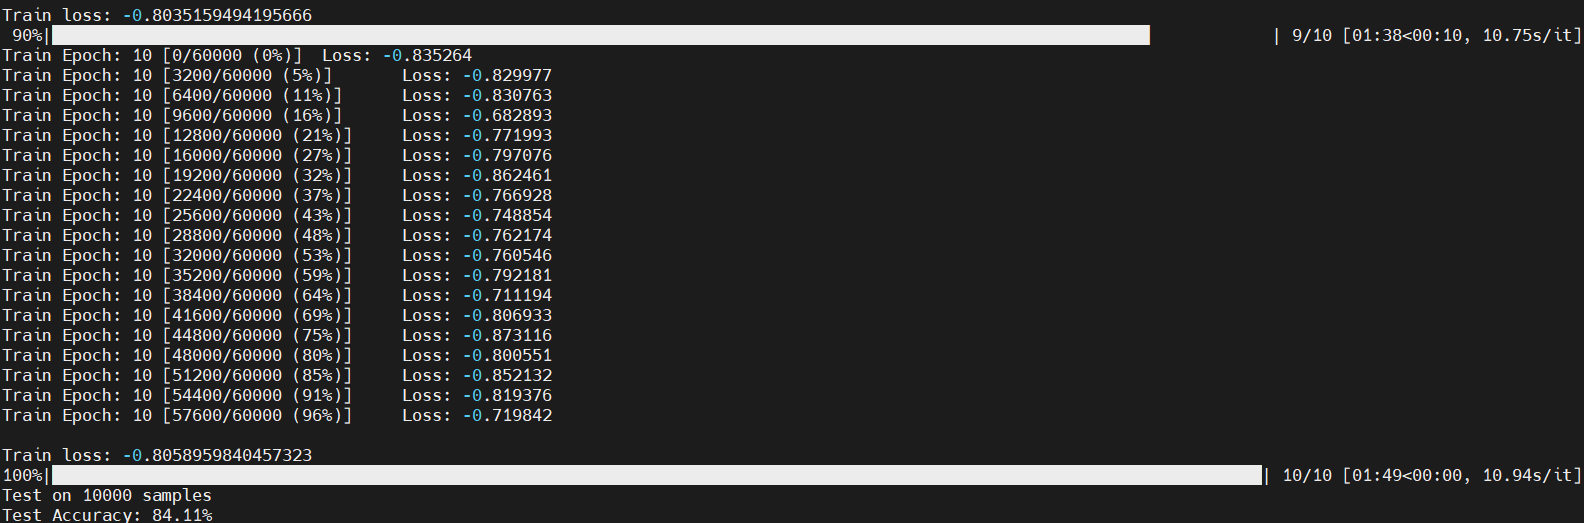 Train loss: -0.8035159494195666
90%| | 9/10 [01:38<00:10, 10.75s/it]
Train Epoch: 10 [0/60000 (0%)] Loss: -0.835264
Train Epoch: 10 [3200/60000 (5%)] Loss: -0.829977
Train Epoch: 10 [6400/60000 (11%)] Loss: -0.830763
Train Epoch: 10 [9600/60000 (16%)] Loss: -0.682893
Train Epoch: 10 [12800/60000 (21%)] Loss: -0.771993
Train Epoch: 10 [16000/60000 (27%)] Loss: -0.797076
Train Epoch: 10 [19200/60000 (32%)] Loss: -0.862461
Train Epoch: 10 [22400/60000 (37%)] Loss: -0.766928
Train Epoch: 10 [25600/60000 (43%)] Loss: -0.748854
Train Epoch: 10 [28800/60000 (48%)] Loss: -0.762174
Train Epoch: 10 [32000/60000 (53%)] Loss: -0.760546
Train Epoch: 10 [35200/60000 (59%)] Loss: -0.792181
Train Epoch: 10 [38400/60000 (64%)] Loss: -0.711194
Train Epoch: 10 [41600/60000 (69%)] Loss: -0.806933
Train Epoch: 10 [44800/60000 (75%)] Loss: -0.873116
Train Epoch: 10 [48000/60000 (80%)] Loss: -0.800551
Train Epoch: 10 [51200/60000 (85%)] Loss: -0.852132
Train Epoch: 10 [54400/60000 (91%)] Loss: -0.819376
Train Epoch: 10 [57600/60000 (96%)] Loss: -0.719842
Train loss: -0.8058959840457323
100%| | 10/10 [01:49<00:00, 10.94s/it]
Test on 10000 samples
Test Accuracy: 84.11%